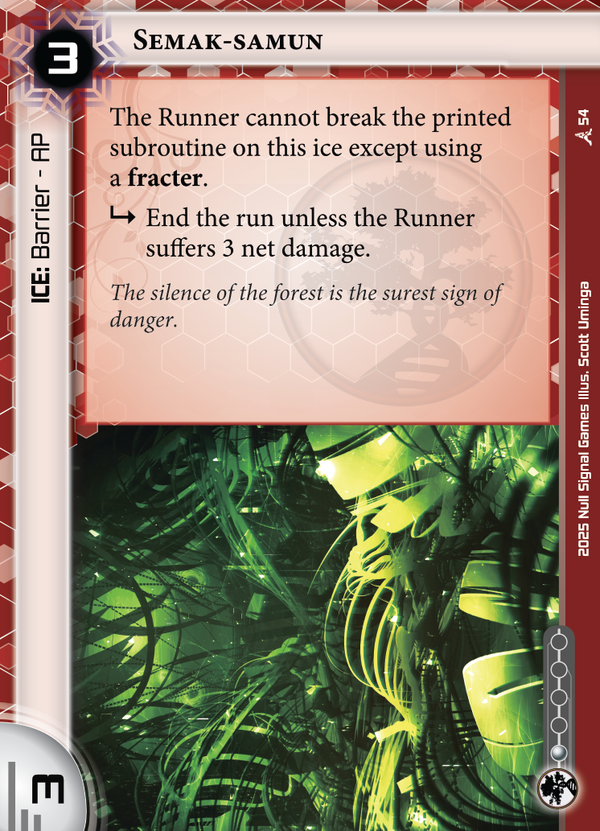 3
Semak-samun
ICE: Barrier - AP
The Runner cannot break the printed
subroutine on this ice except using
a fracter.
End the run unless the Runner
suffers 3 net damage.
The silence of the forest is the surest sign of
danger.
54
2025 Null Signal Games Illus. Scott Uminga
3